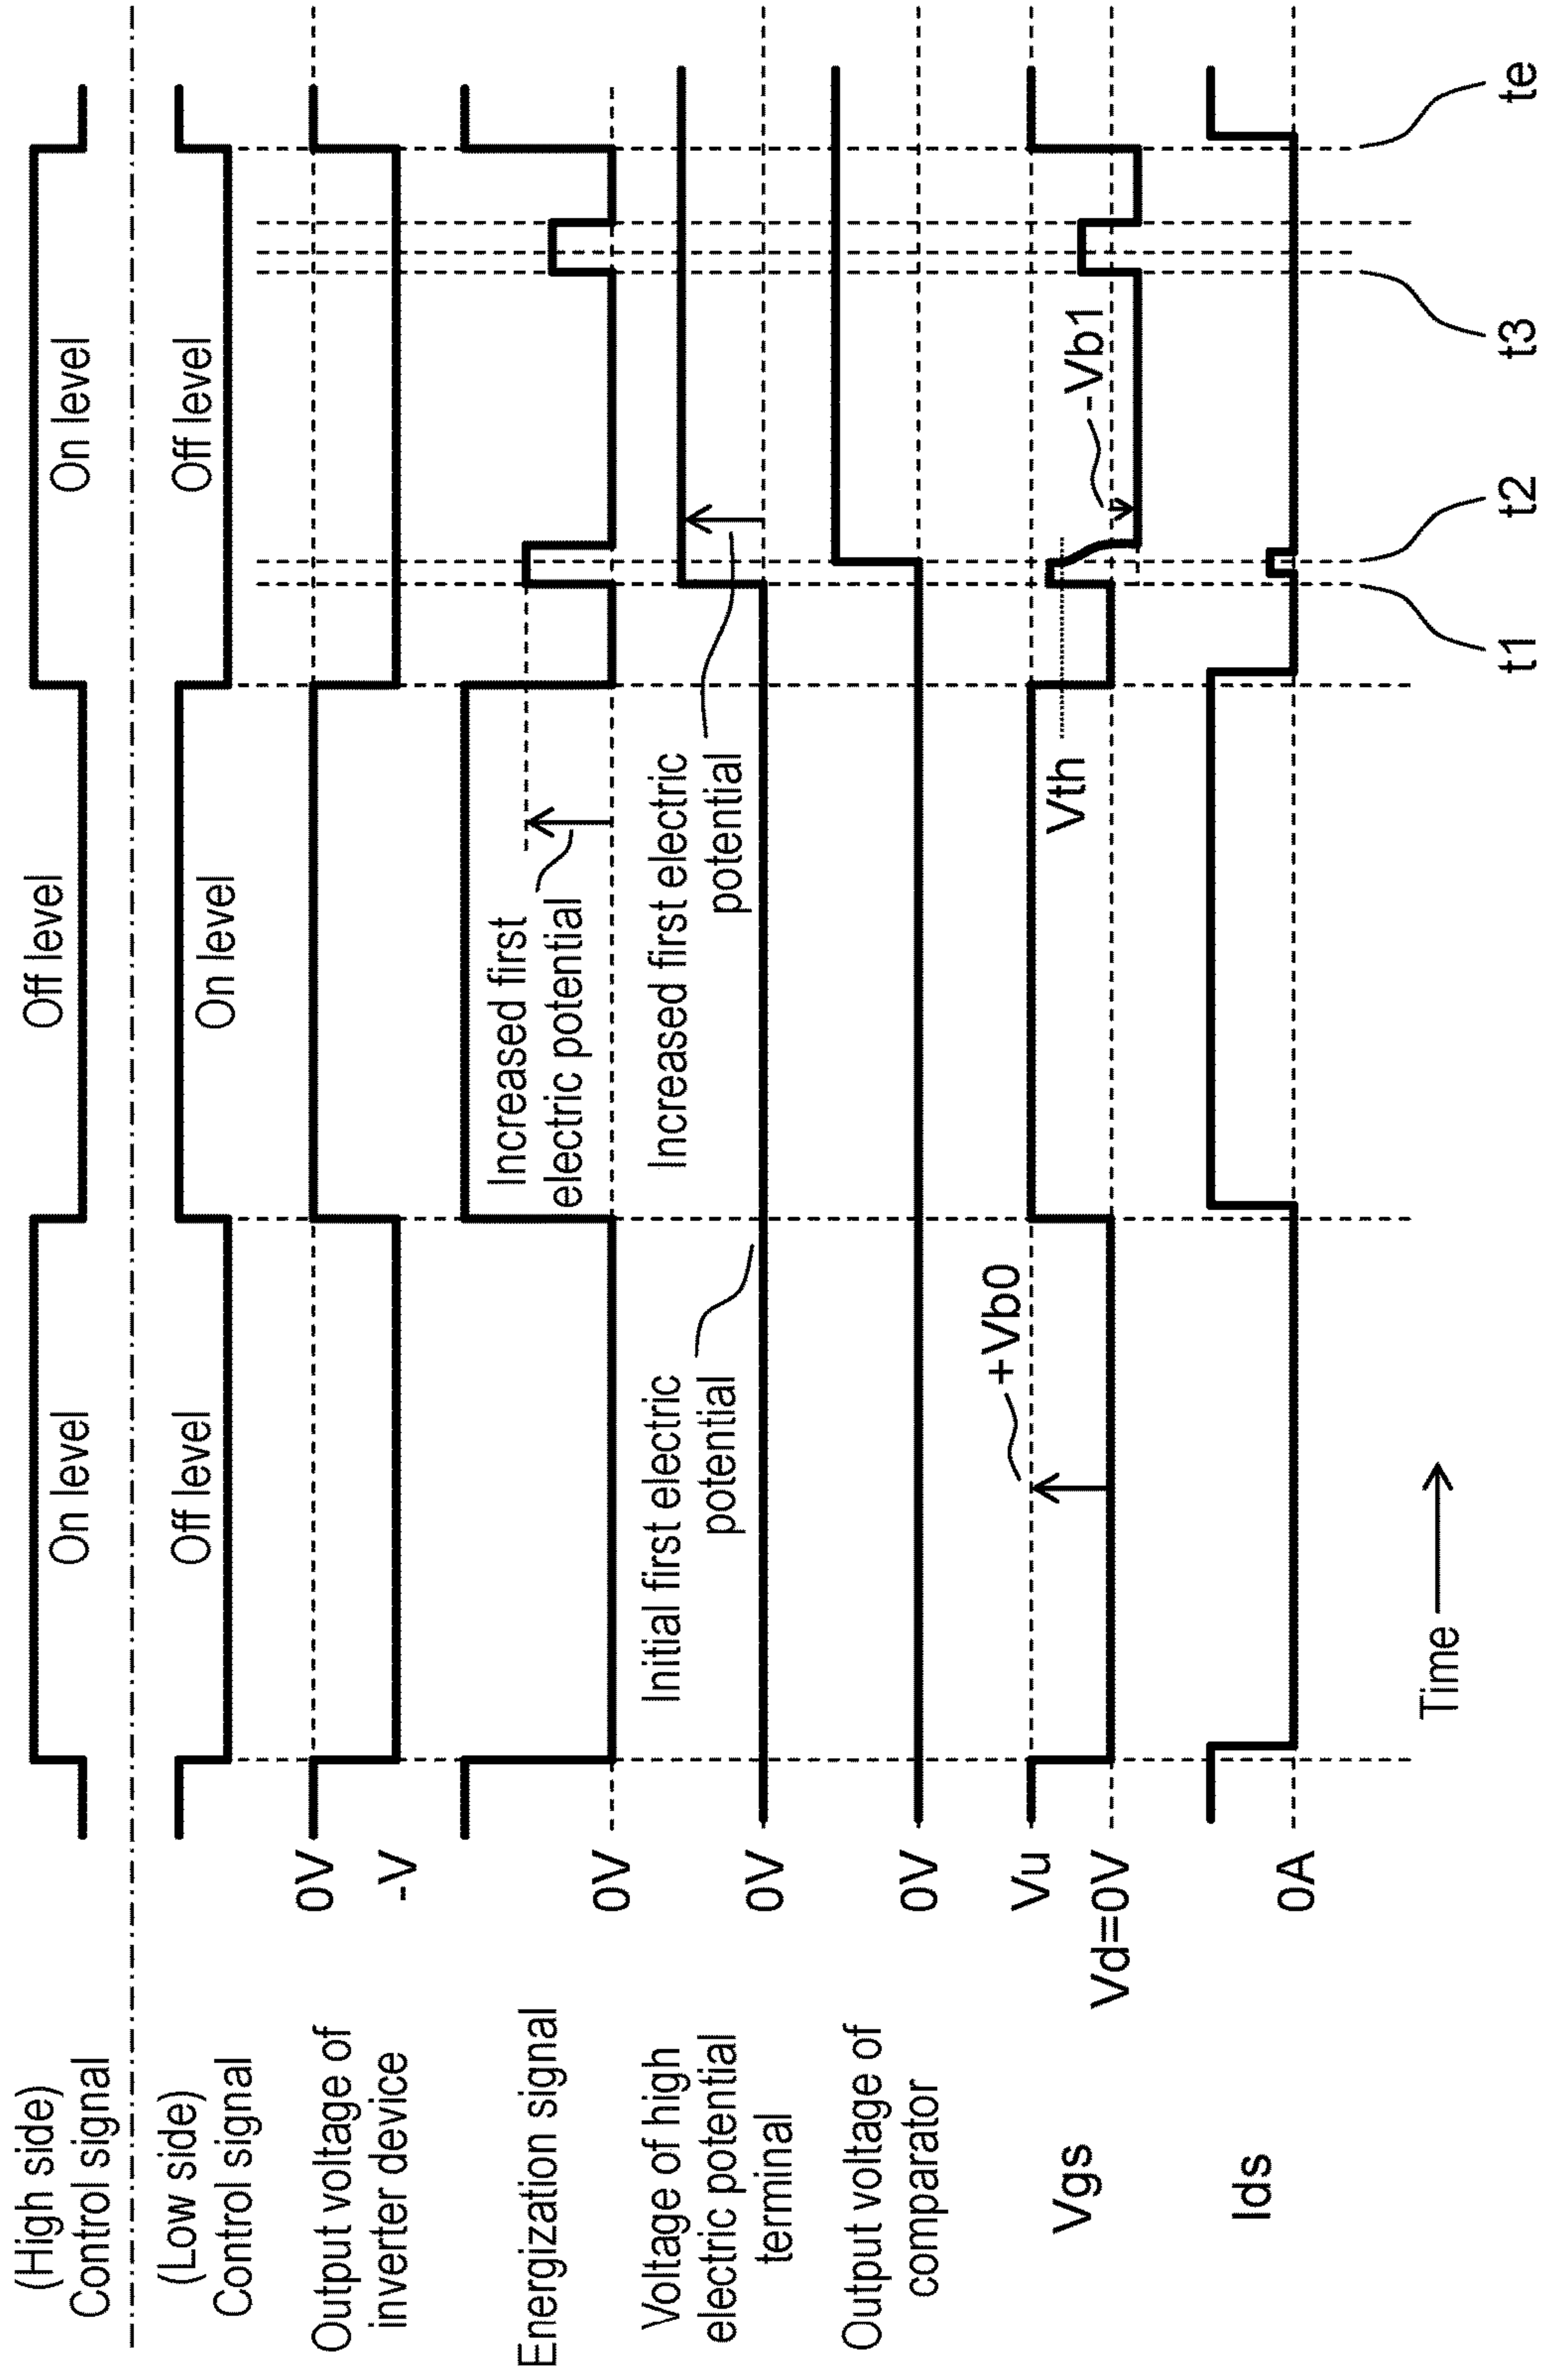 (High side)
Control signal
On level
Off level
On level
(Low side)
Control signal
Off level
On level
Off level
Output voltage of
inverter device
0V
-V
Energization signal
0V
Increased first
electric potential
Voltage of high
electric potential
terminal
0V
Initial first electric
potential
Increased first electric
potential
Output voltage of
comparator
0V
Vgs
Vu
Vd=0V
+Vb0
Vth
-Vb1
Ids
0A
Time
t1
t2
t3
te